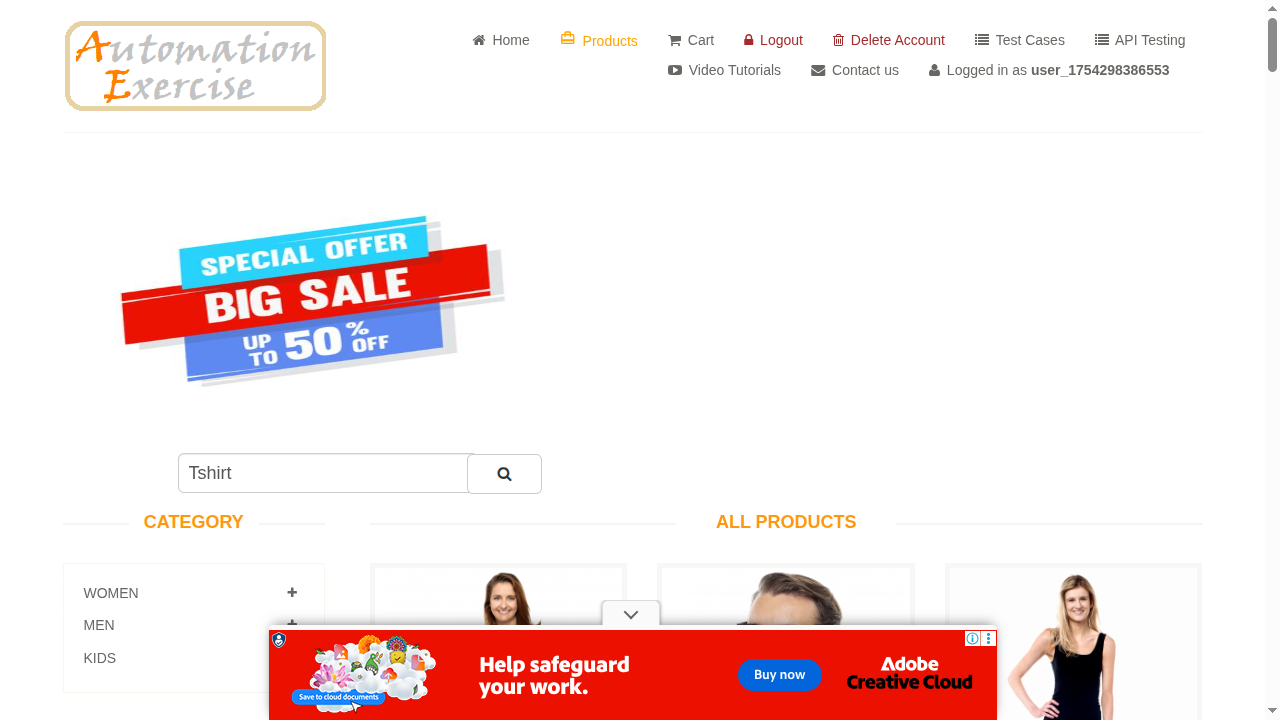 Automation
Exercise
Home
Products
Cart
Logout
Delete Account
Test Cases
API Testing
Video Tutorials
Contact us
Logged in as user_1754298386553
SPECIAL OFFER
BIG SALE
UP TO 50% OFF
Tshirt
CATEGORY
ALL PRODUCTS
WOMEN
MEN
KIDS
Save to cloud documents
Help safeguard
your work.
Buy now
Adobe
Creative Cloud